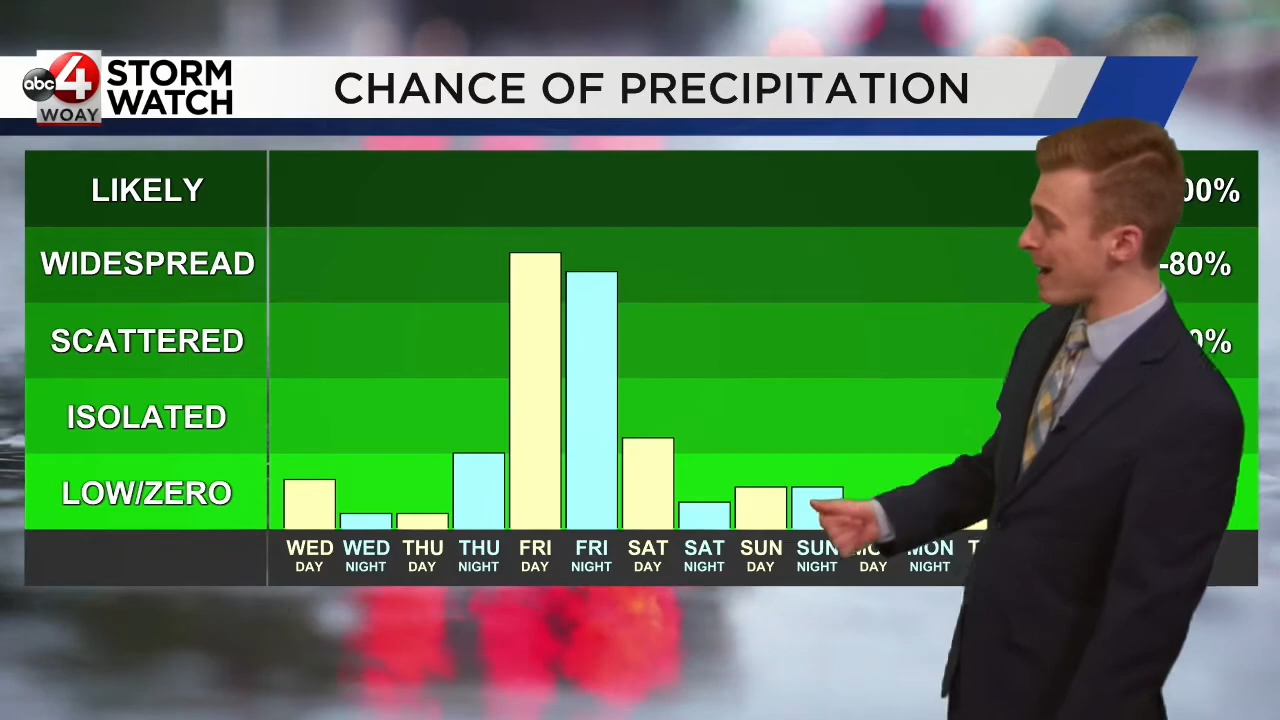 abc 4
WOAY
STORM
WATCH
CHANCE OF PRECIPITATION
LIKELY
WIDESPREAD
-80%
SCATTERED
ISOLATED
LOW/ZERO
WED WED THU THU FRI FRI SAT SAT SUN SUN MON
DAY NIGHT DAY NIGHT DAY NIGHT DAY NIGHT DAY NIGHT DAY NIGHT